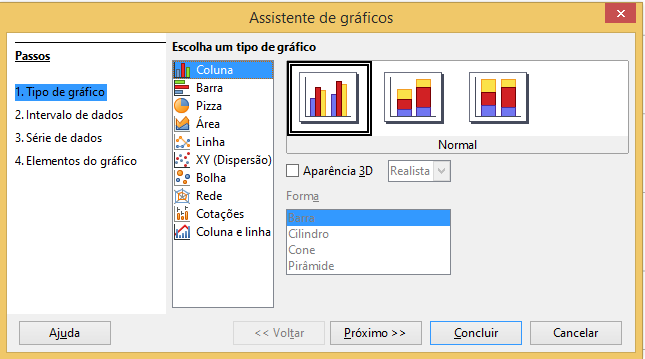 Assistente de gráficos
Passos
1. Tipo de gráfico
2. Intervalo de dados
3. Série de dados
4. Elementos do gráfico
Escolha um tipo de gráfico
Coluna
Barra
Pizza
Área
Linha
XY (Dispersão)
Bolha
Rede
Cotações
Coluna e linha
Normal
Aparência 3D
Realista
Forma
Barra
Cilindro
Cone
Pirâmide
Ajuda
<< Voltar
Próximo >>
Concluir
Cancelar